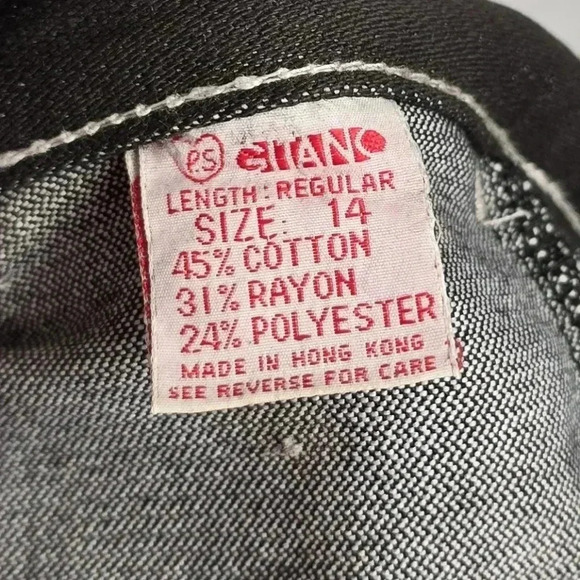 P.S. GITANO
LENGTH: REGULAR
SIZE: 14
45% COTTON
31% RAYON
24% POLYESTER
MADE IN HONG KONG
SEE REVERSE FOR CARE